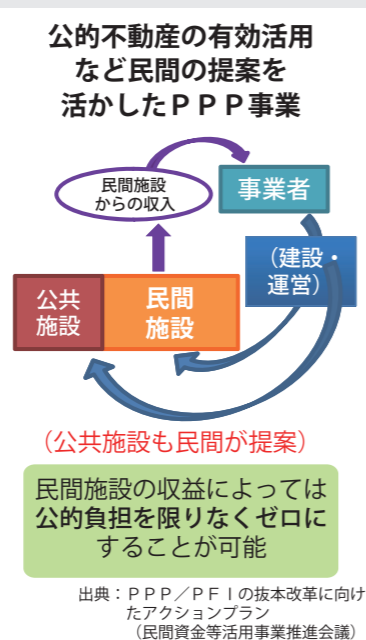 公的不動産の有効活用
など民間の提案を
活かしたＰＰＰ事業
民間施設
からの収入
事業者
（建設・
運営）
公共
施設
民間
施設
（公共施設も民間が提案）
民間施設の収益によっては
公的負担を限りなくゼロに
することが可能
出典：ＰＰＰ／ＰＦＩの抜本改革に向け
たアクションプラン
（民間資金等活用事業推進会議）